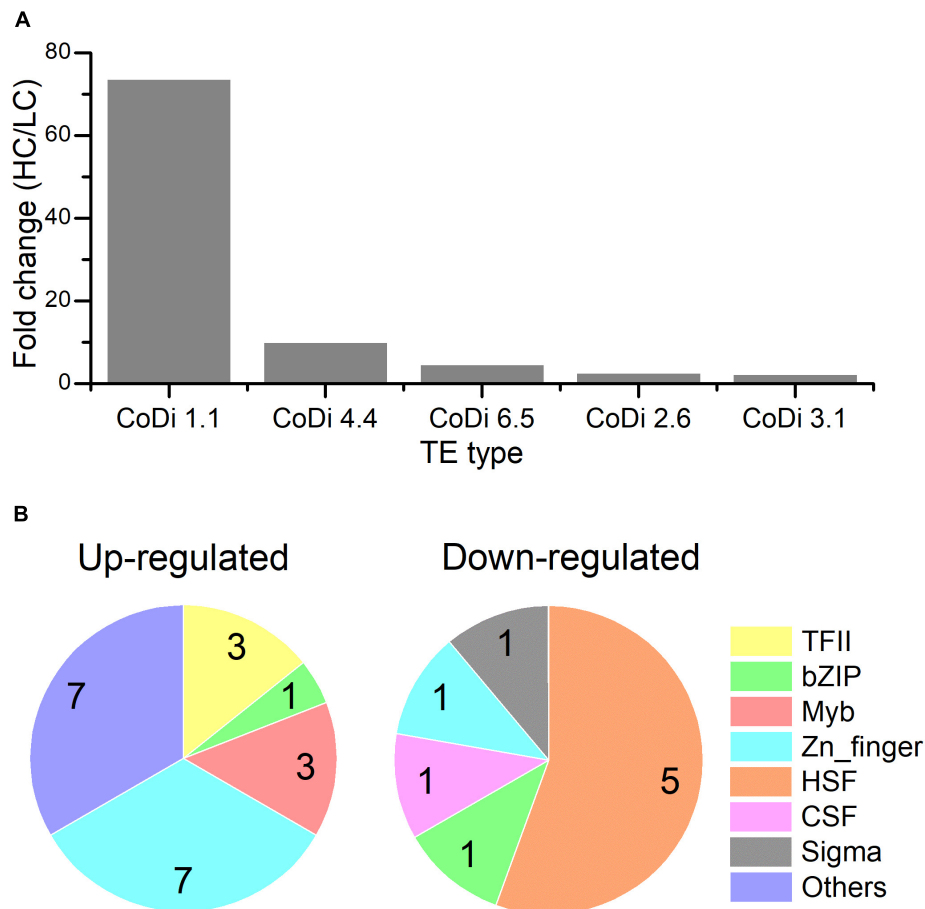 A
Fold change (HC/LC)
80
60
40
20
0
CoDi 1.1
CoDi 4.4
CoDi 6.5
CoDi 2.6
CoDi 3.1
TE type
B
Up-regulated
3
1
3
7
7
Down-regulated
5
1
1
1
1
TFII
bZIP
Myb
Zn_finger
HSF
CSF
Sigma
Others